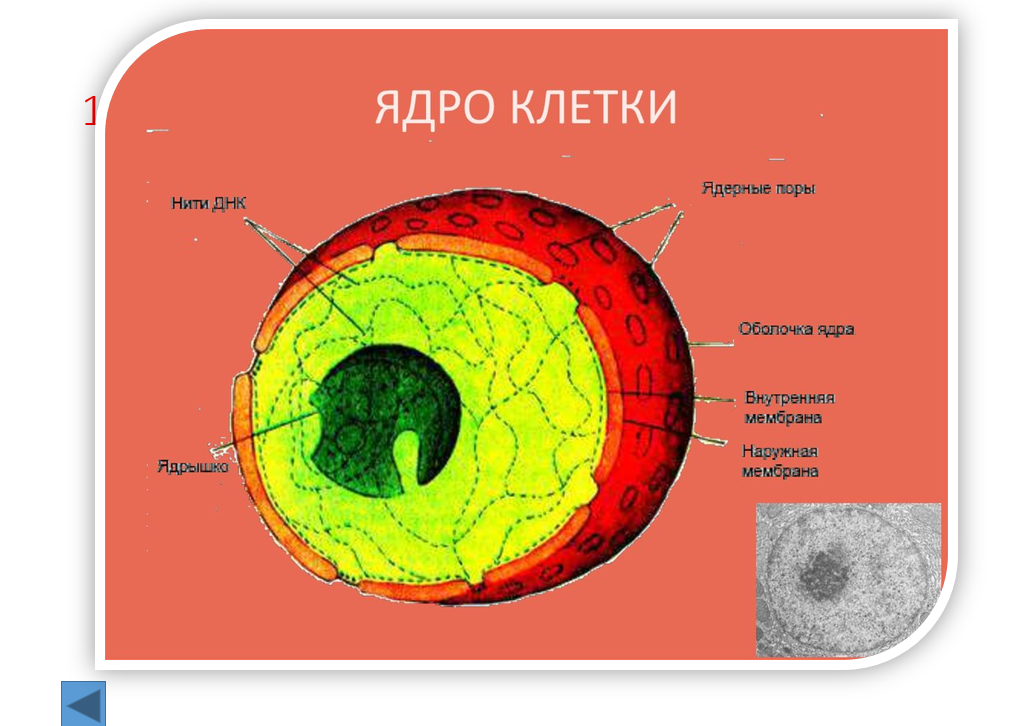 1
ЯДРО КЛЕТКИ
Ядерные поры
Нити ДНК
Оболочка ядра
Внутренняя
мембрана
Наружная
мембрана
Ядрышко